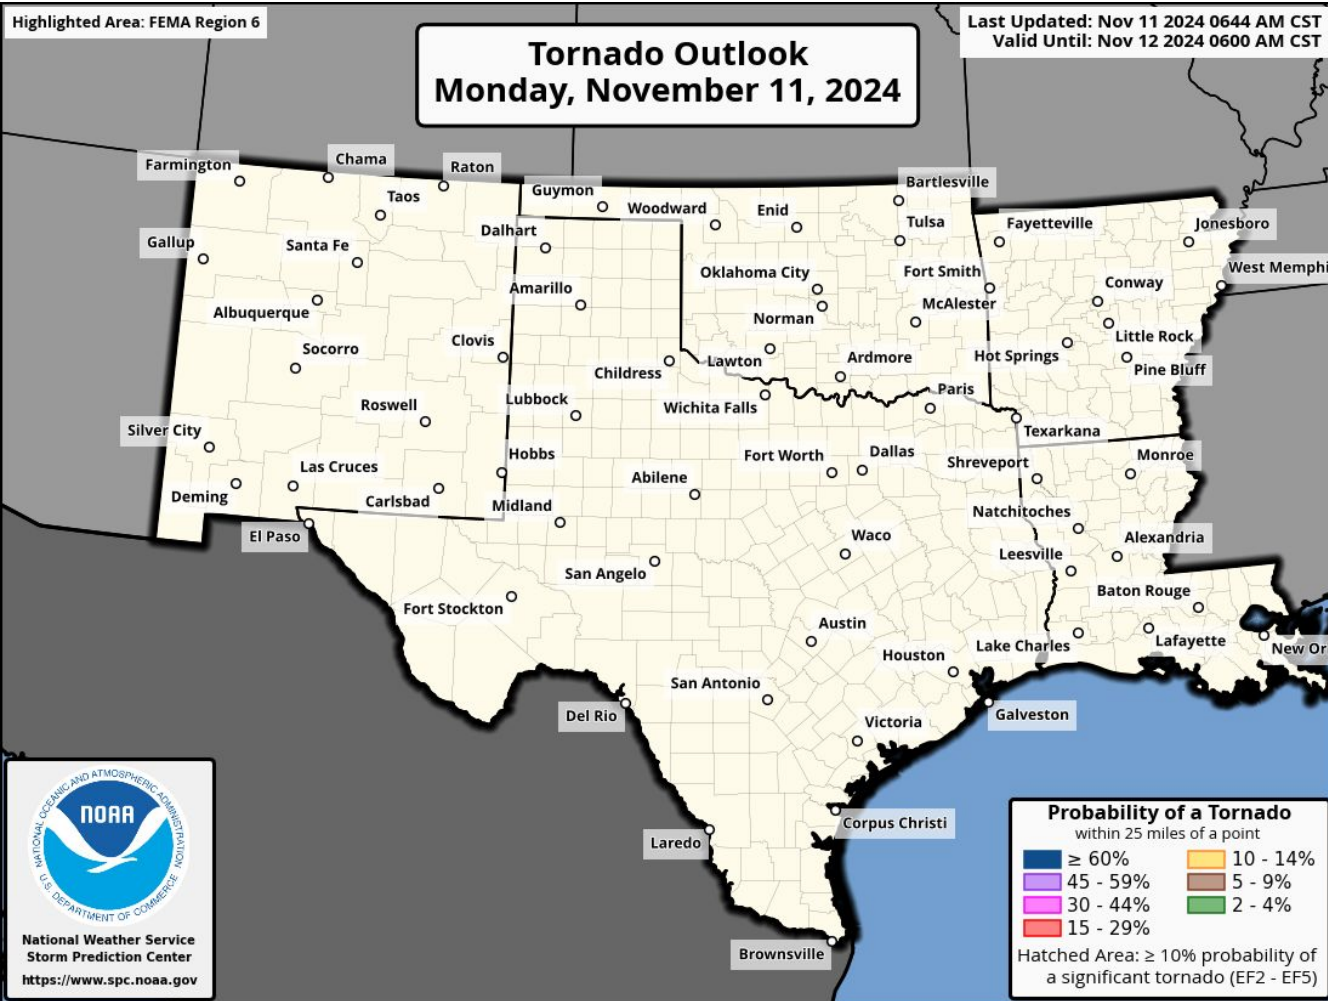 Highlighted Area: FEMA Region 6
Last Updated: Nov 11 2024 0644 AM CST
Valid Until: Nov 12 2024 0600 AM CST
Tornado Outlook
Monday, November 11, 2024
Farmington
Chama
Raton
Taos
Guymon
Woodward
Enid
Bartlesville
Tulsa
Fayetteville
Jonesboro
Gallup
Santa Fe
Dalhart
Oklahoma City
Fort Smith
West Memphi
Amarillo
Conway
Albuquerque
Norman
McAlester
Socorro
Clovis
Little Rock
Childress
Lawton
Ardmore
Hot Springs
Pine Bluff
Roswell
Lubbock
Wichita Falls
Paris
Silver City
Texarkana
Las Cruces
Hobbs
Fort Worth
Dallas
Shreveport
Monroe
Deming
Carlsbad
Midland
Abilene
Natchitoches
El Paso
Waco
Leesville
Alexandria
San Angelo
Fort Stockton
Baton Rouge
Austin
Houston
Lake Charles
Lafayette
New Or
San Antonio
Del Rio
Victoria
Galveston
Laredo
Corpus Christi
Brownsville
NATIONAL OCEANIC AND ATMOSPHERIC ADMINISTRATION
NOAA
U.S. DEPARTMENT OF COMMERCE
National Weather Service
Storm Prediction Center
https://www.spc.noaa.gov
Probability of a Tornado
within 25 miles of a point
≥ 60%
45 - 59%
30 - 44%
15 - 29%
10 - 14%
5 - 9%
2 - 4%
Hatched Area: ≥ 10% probability of
a significant tornado (EF2 - EF5)